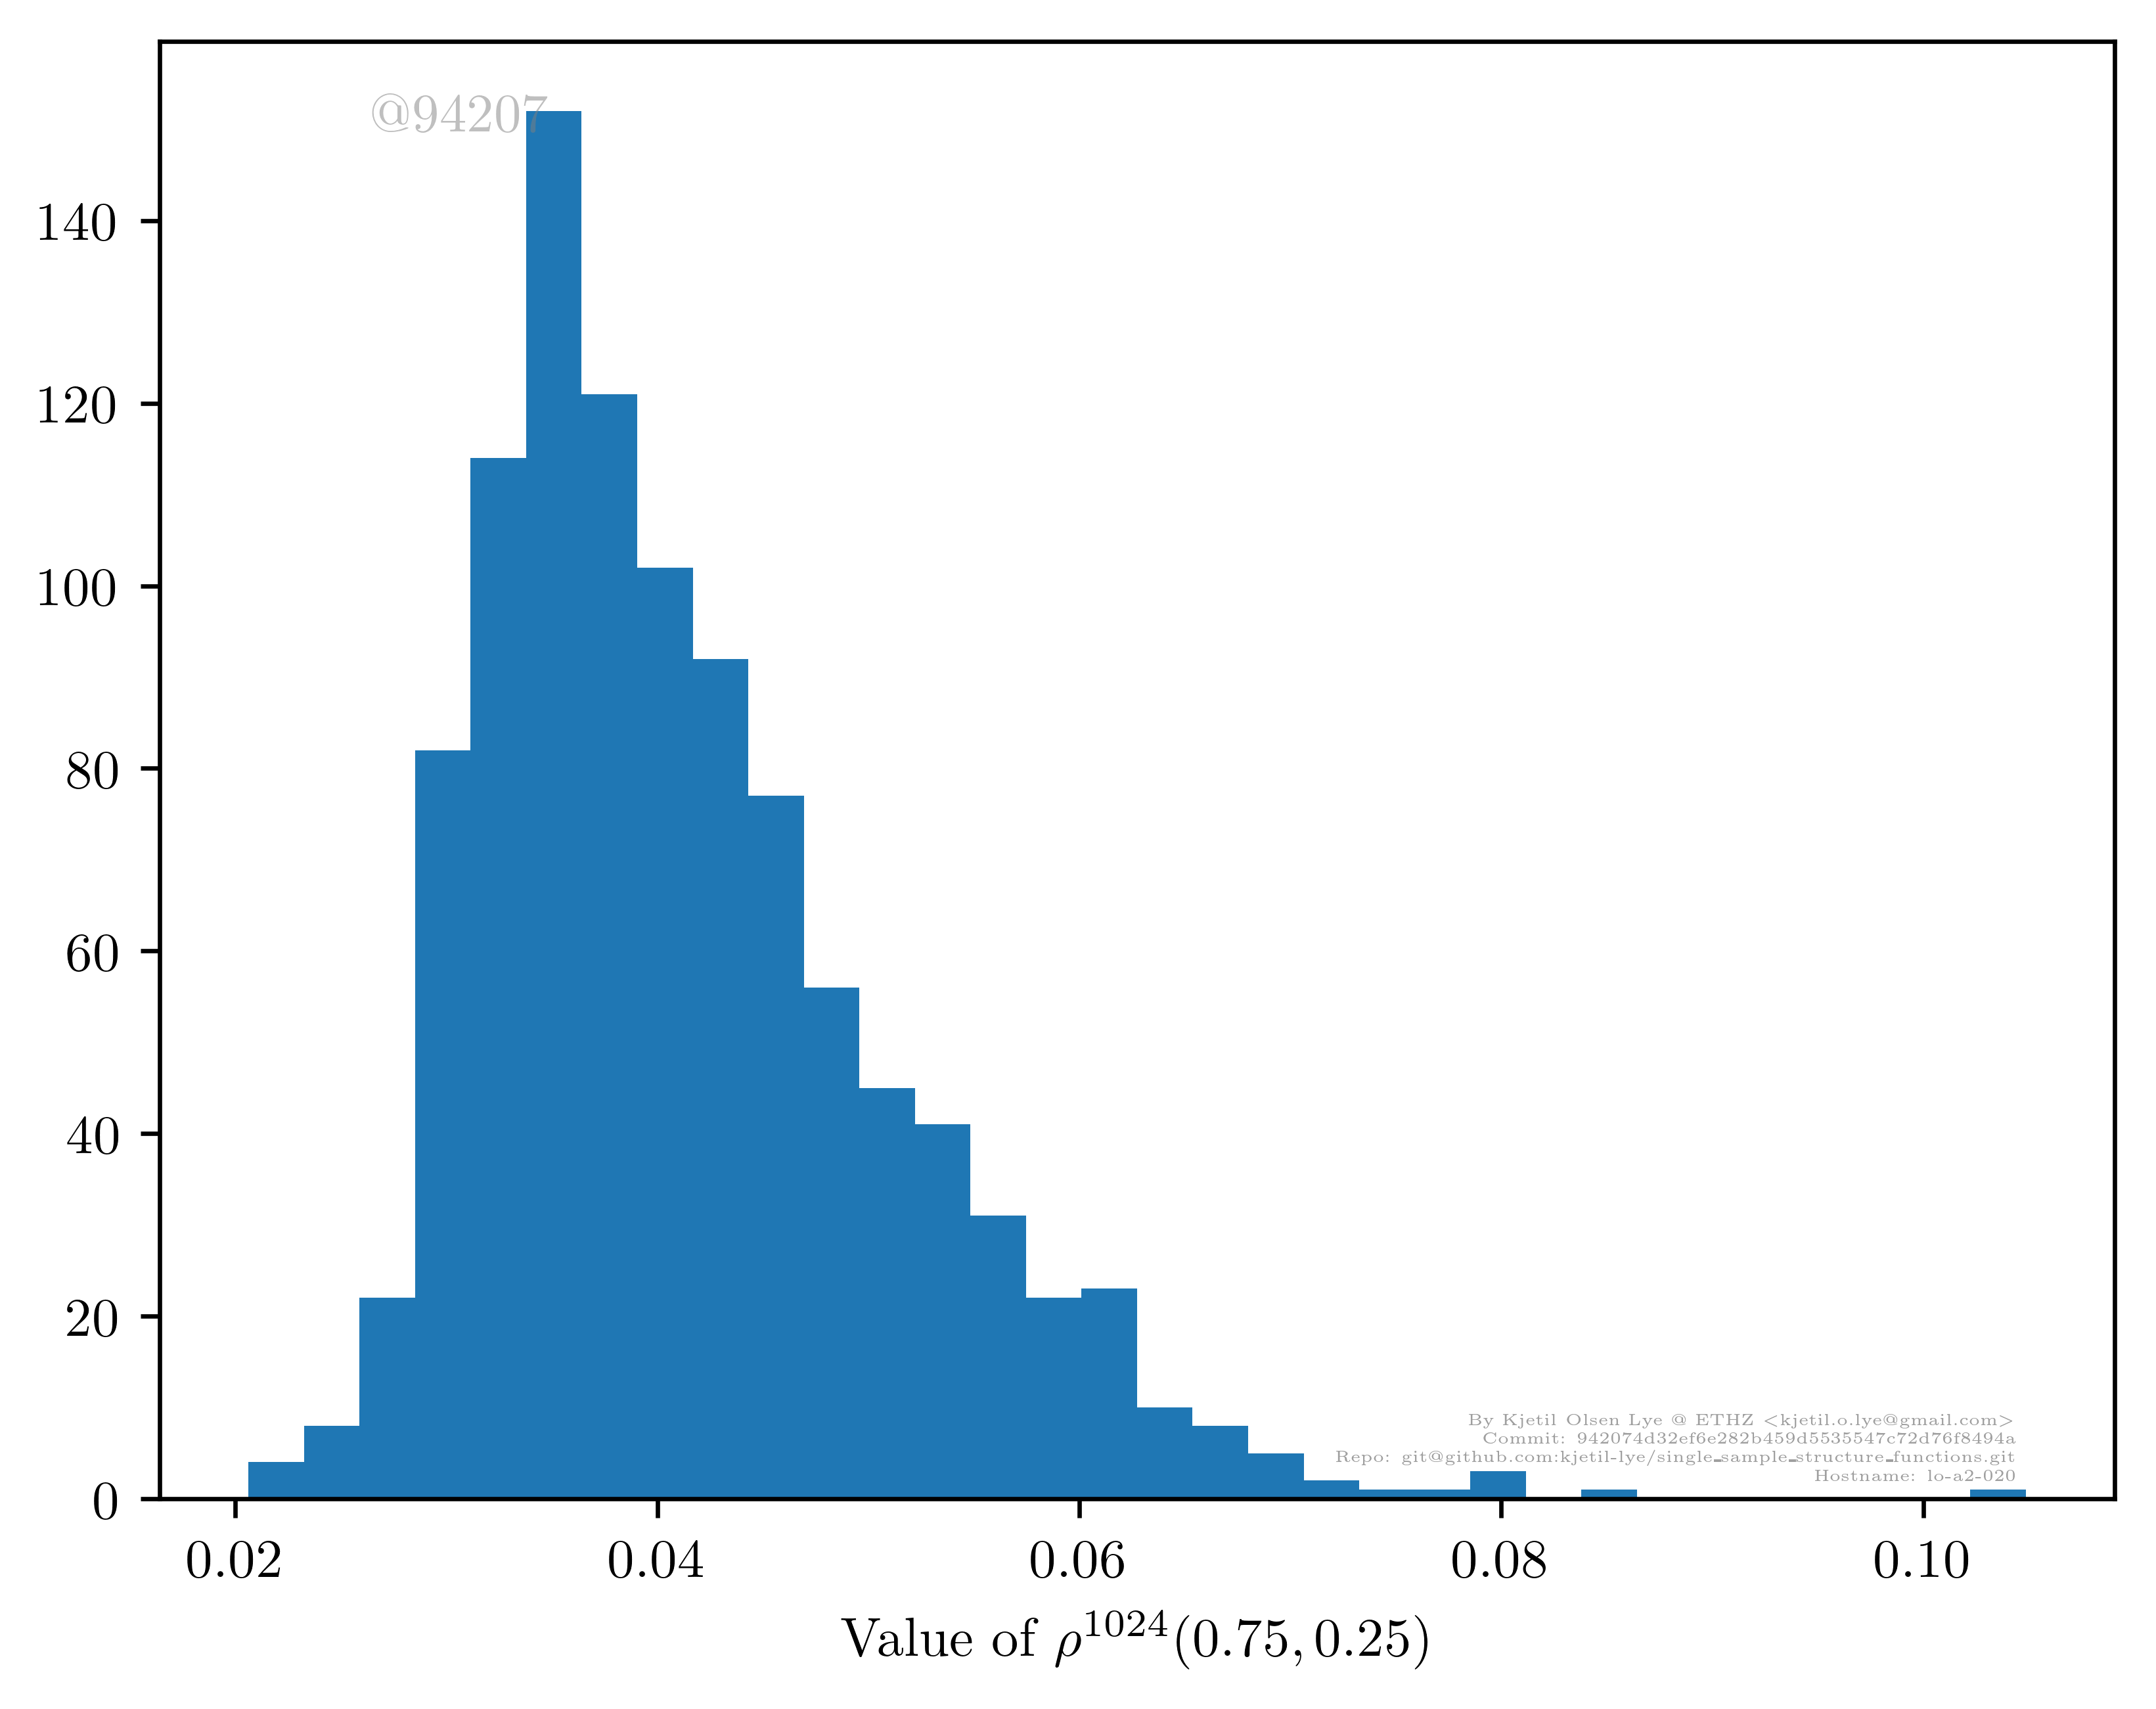 @94207
140
120
100
80
60
40
20
0
0.02 0.04 0.06 0.08 0.10
Value of ρ^1024(0.75, 0.25)
By Kjetil Olsen Lye @ ETHZ <kjetil.o.lye@gmail.com>
Commit: 942074d32ef6e282b459d5535547c72d76f8494a
Repo: git@github.com:kjetil-lye/single_sample_structure_functions.git
Hostname: lo-a2-020